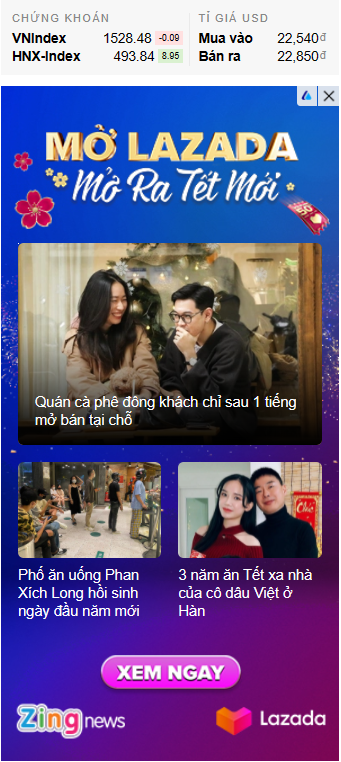 CHỨNG KHOÁN
VNIndex 1528.48 -0.09
HNX-Index 493.84 8.95
TỈ GIÁ USD
Mua vào 22,540đ
Bán ra 22,850đ
MỞ LAZADA
Mở Ra Tết Mới
Quán cà phê đông khách chỉ sau 1 tiếng
mở bán tại chỗ
Phố ăn uống Phan
Xích Long hồi sinh
ngày đầu năm mới
3 năm ăn Tết xa nhà
của cô dâu Việt ở
Hàn
XEM NGAY
Zing news
Lazada